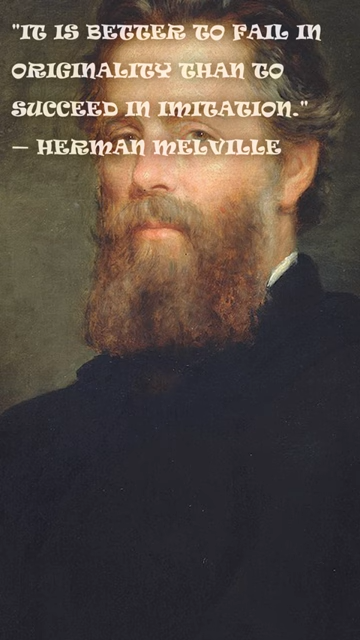 "IT IS BETTER TO FAIL IN
ORIGINALITY THAN TO
SUCCEED IN IMITATION."
— HERMAN MELVILLE